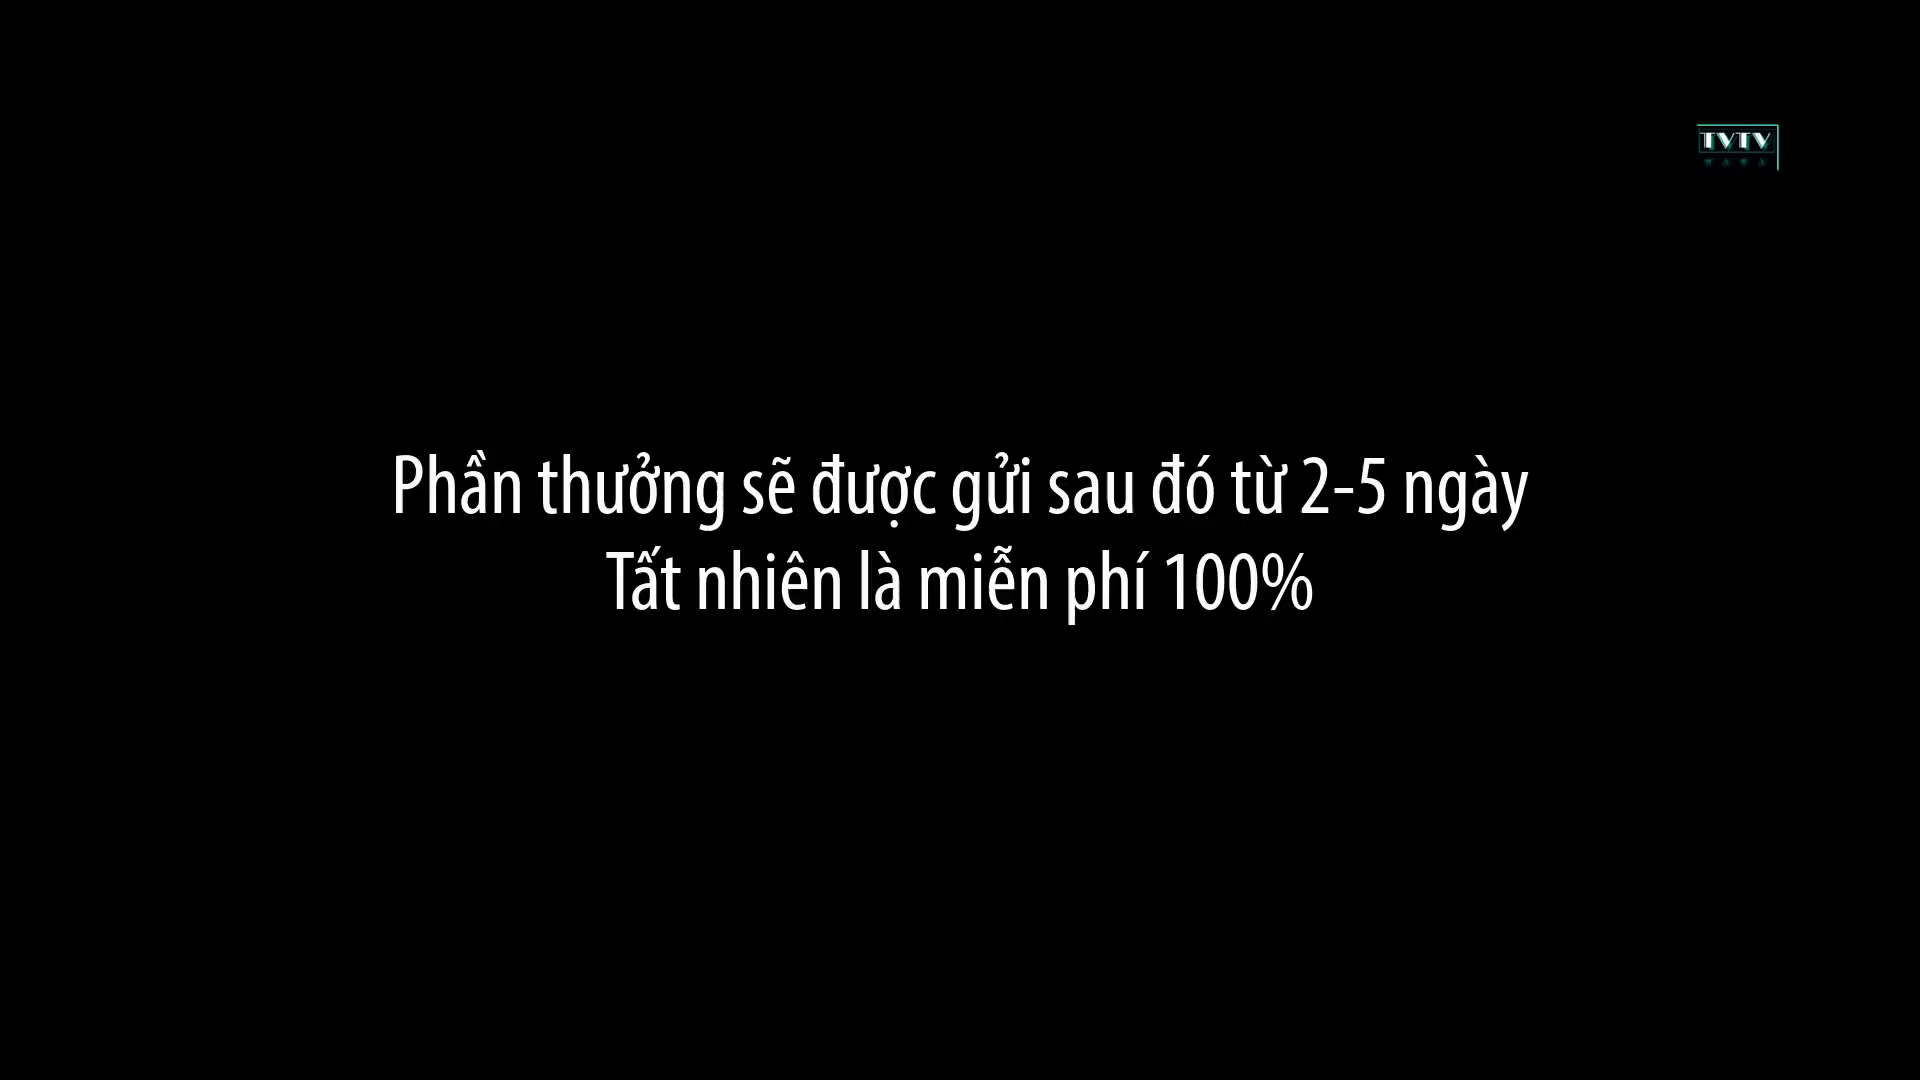 TVTV
Phần thưởng sẽ được gửi sau đó từ 2-5 ngày
Tất nhiên là miễn phí 100%